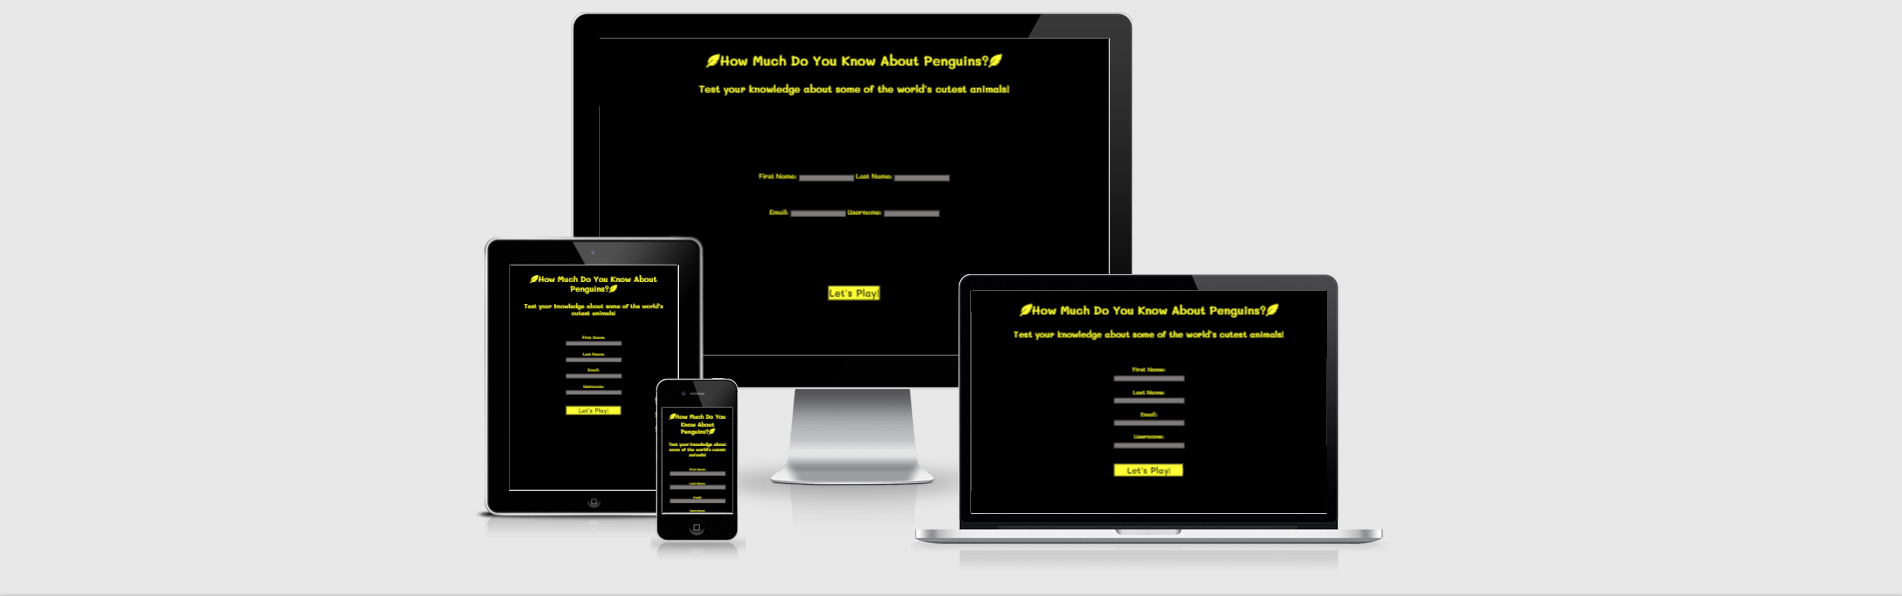 How Much Do You Know About Penguins?
Test your knowledge about some of the world's cutest animals!
First Name: Last Name:
Email: Username:
Let's Play!
How Much Do You Know About
Penguins?
Test your knowledge about some of the world's
cutest animals!
First Name:
Last Name:
Email:
Username:
Let's Play!
How Much Do You
Know About
Penguins?
Test your knowledge about
some of the world's cutest
animals!
First Name:
Last Name:
Email:
Username:
How Much Do You Know About Penguins?
Test your knowledge about some of the world's cutest animals!
First Name:
Last Name:
Email:
Username:
Let's Play!